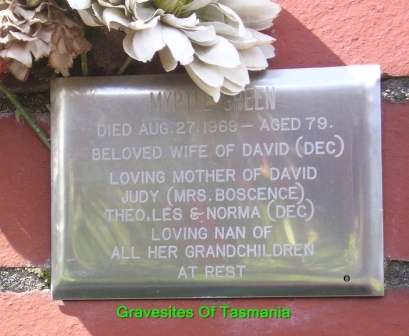 MYRTLE GREEN
DIED AUG. 27. 1969 — AGED 79.
BELOVED WIFE OF DAVID (DEC)
LOVING MOTHER OF DAVID
JUDY (MRS. BOSCENCE)
THEO, LES & NORMA (DEC)
LOVING NAN OF
ALL HER GRANDCHILDREN
AT REST
Gravesites Of Tasmania